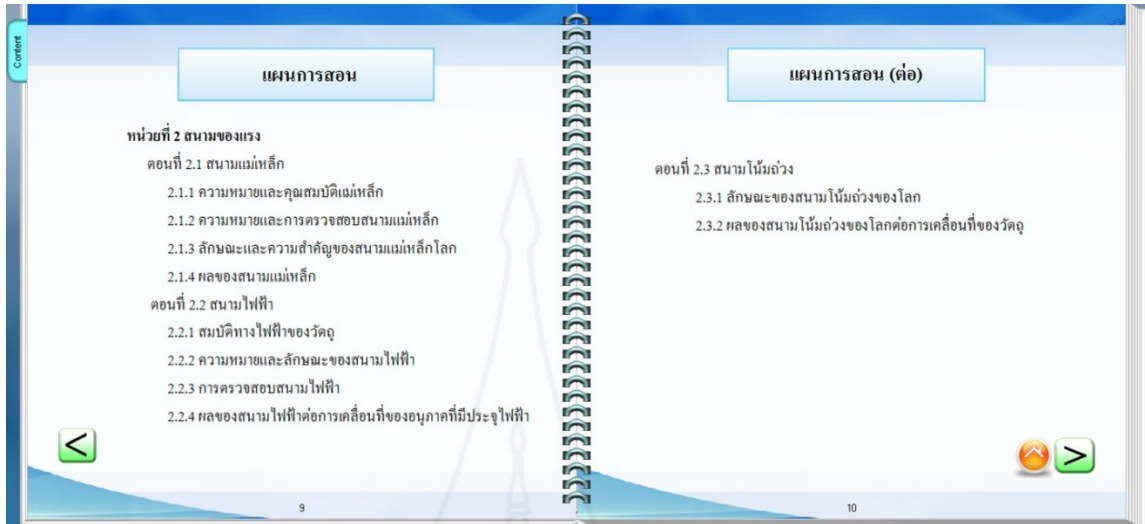 Content
แผนการสอน
หน่วยที่ 2 สนามของแรง
ตอนที่ 2.1 สนามแม่เหล็ก
2.1.1 ความหมายและคุณสมบัติแม่เหล็ก
2.1.2 ความหมายและการตรวจสอบสนามแม่เหล็ก
2.1.3 ลักษณะและความสำคัญของสนามแม่เหล็กโลก
2.1.4 ผลของสนามแม่เหล็ก
ตอนที่ 2.2 สนามไฟฟ้า
2.2.1 สมบัติทางไฟฟ้าของวัตถุ
2.2.2 ความหมายและลักษณะของสนามไฟฟ้า
2.2.3 การตรวจสอบสนามไฟฟ้า
2.2.4 ผลของสนามไฟฟ้าต่อการเคลื่อนที่ของอนุภาคที่มีประจุไฟฟ้า
<
9
แผนการสอน (ต่อ)
ตอนที่ 2.3 สนามโน้มถ่วง
2.3.1 ลักษณะของสนามโน้มถ่วงของโลก
2.3.2 ผลของสนามโน้มถ่วงของโลกต่อการเคลื่อนที่ของวัตถุ
>
10